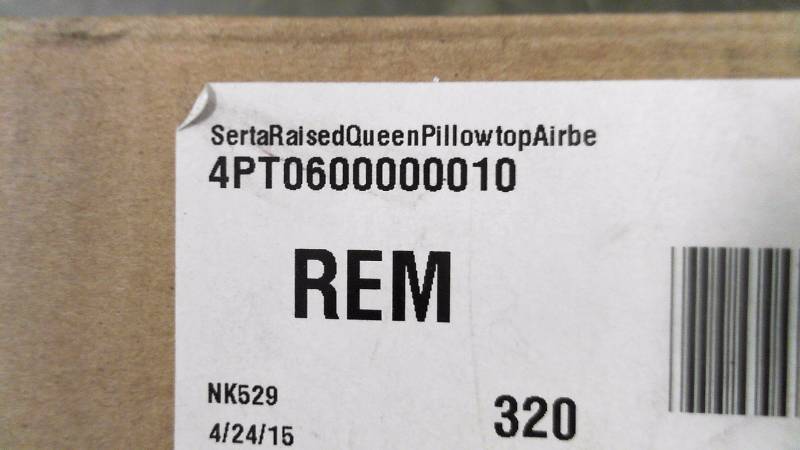 SertaRaisedQueenPillowtopAirbe
4PT0600000010
REM
NK529
320
4/24/15